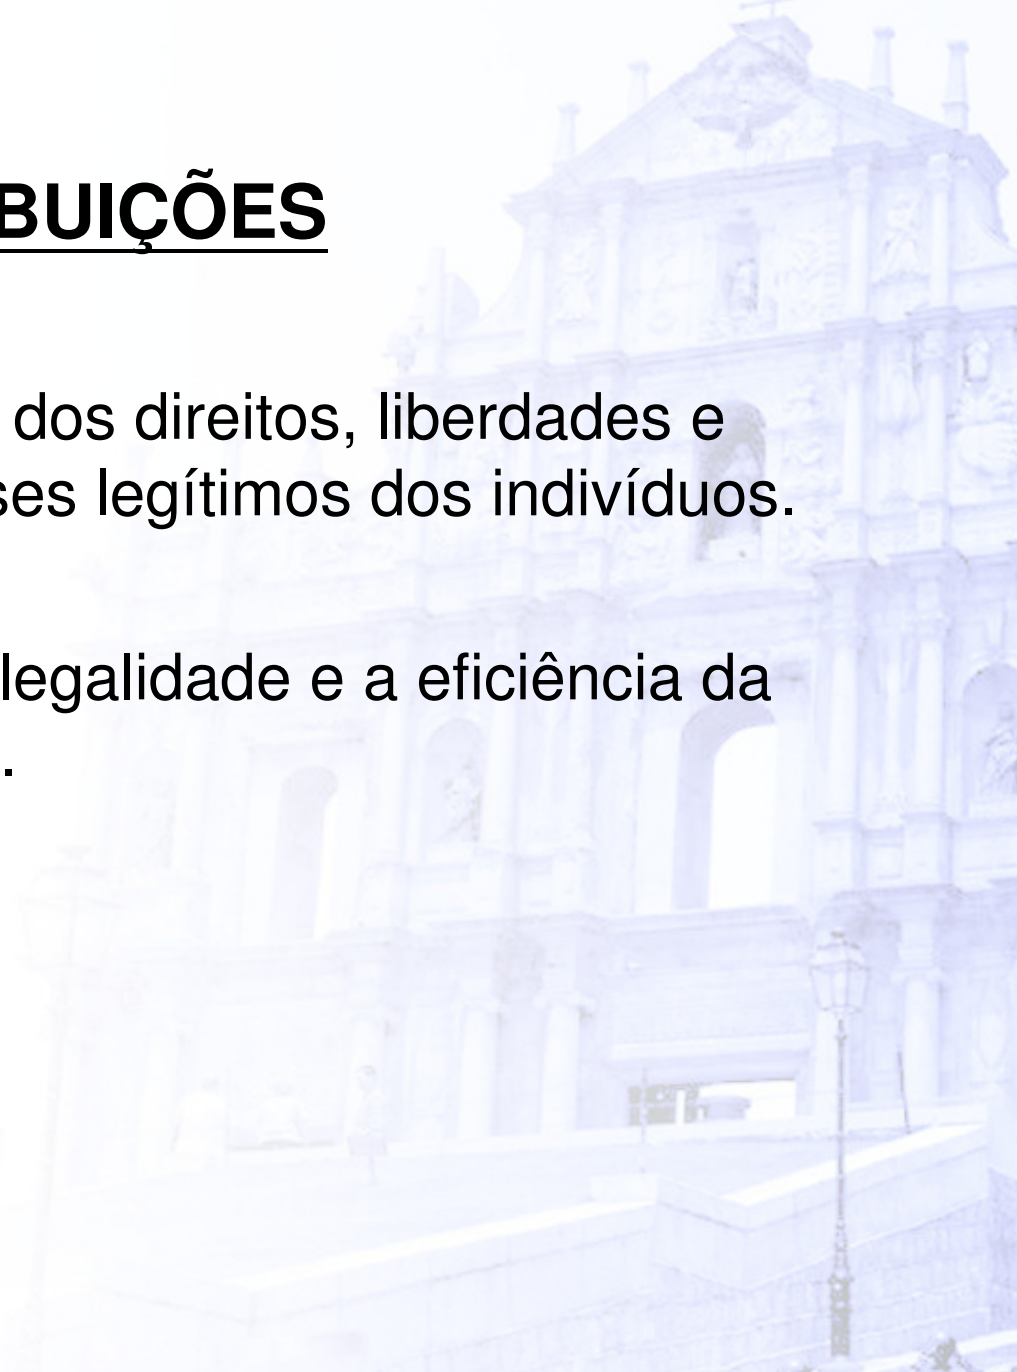 BUIÇÕES
dos direitos, liberdades e
ses legítimos dos indivíduos.
legalidade e a eficiência da
.